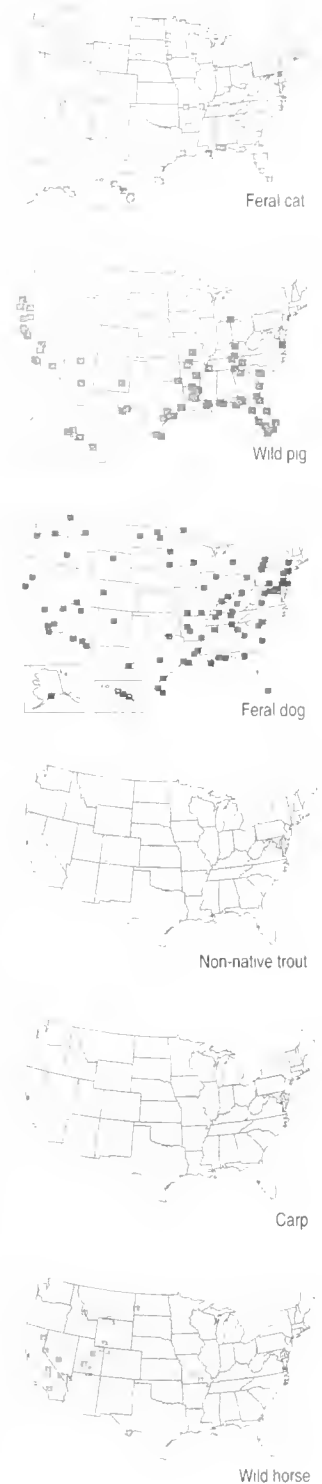 Feral cat
Wild pig
Feral dog
Non-native trout
Carp
Wild horse